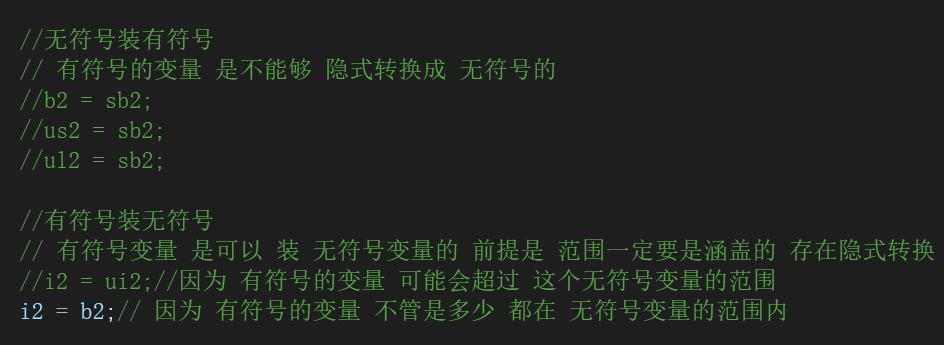 //无符号装有符号
// 有符号的变量 是不能够 隐式转换成 无符号的
//b2 = sb2;
//us2 = sb2;
//ul2 = sb2;
//有符号装无符号
// 有符号变量 是可以 装 无符号变量的 前提是 范围一定要是涵盖的 存在隐式转换
//i2 = ui2;//因为 有符号的变量 可能会超过 这个无符号变量的范围
i2 = b2;// 因为 有符号的变量 不管是多少 都在 无符号变量的范围内